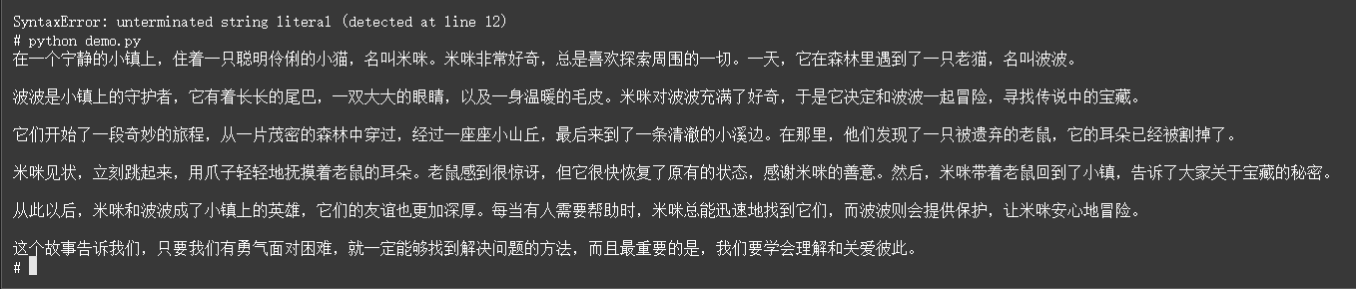 SyntaxError: unterminated string literal (detected at line 12)
# python demo.py
在一个宁静的小镇上，住着一只聪明伶俐的小猫，名叫米咪。米咪非常好奇，总是喜欢探索周围的一切。一天，它在森林里遇到了一只老猫，名叫波波。
波波是小镇上的守护者，它有着长长的尾巴，一双大大的眼睛，以及一身温暖的毛皮。米咪对波波充满了好奇，于是它决定和波波一起冒险，寻找传说中的宝藏。
它们开始了一段奇妙的旅程，从一片茂密的森林中穿过，经过一座座小山丘，最后来到了一条清澈的小溪边。在那里，他们发现了一只被遗弃的老鼠，它的耳朵已经被割掉了。
米咪见状，立刻跳起来，用爪子轻轻地抚摸着老鼠的耳朵。老鼠感到很惊讶，但它很快恢复了原有的状态，感谢米咪的善意。然后，米咪带着老鼠回到了小镇，告诉了大家关于宝藏的秘密。
从此以后，米咪和波波成了小镇上的英雄，它们的友谊也更加深厚。每当有人需要帮助时，米咪总能迅速地找到它们，而波波则会提供保护，让米咪安心地冒险。
这个故事告诉我们，只要我们有勇气面对困难，就一定能够找到解决问题的方法，而且最重要的是，我们要学会理解和关爱彼此。
#